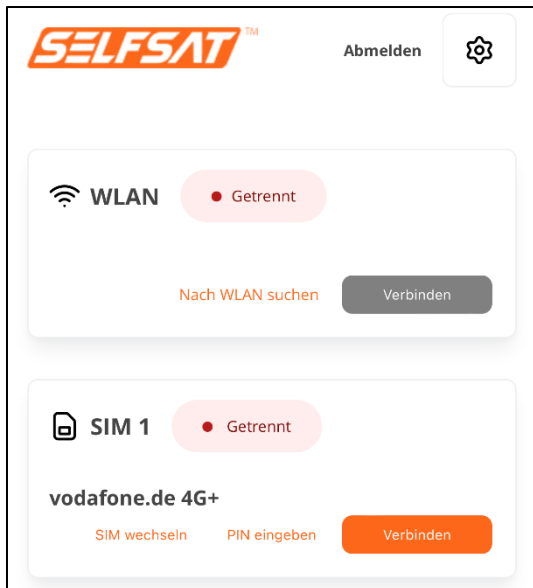 SELFSAT™
Abmelden
WLAN
Getrennt
Nach WLAN suchen
Verbinden
SIM 1
Getrennt
vodafone.de 4G+
SIM wechseln
PIN eingeben
Verbinden